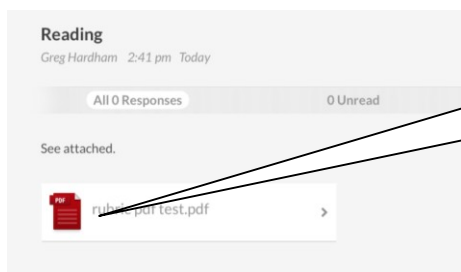 Reading
Greg Hardham 2:41 pm Today
All 0 Responses 0 Unread
See attached.
PDF rubric pdf test.pdf